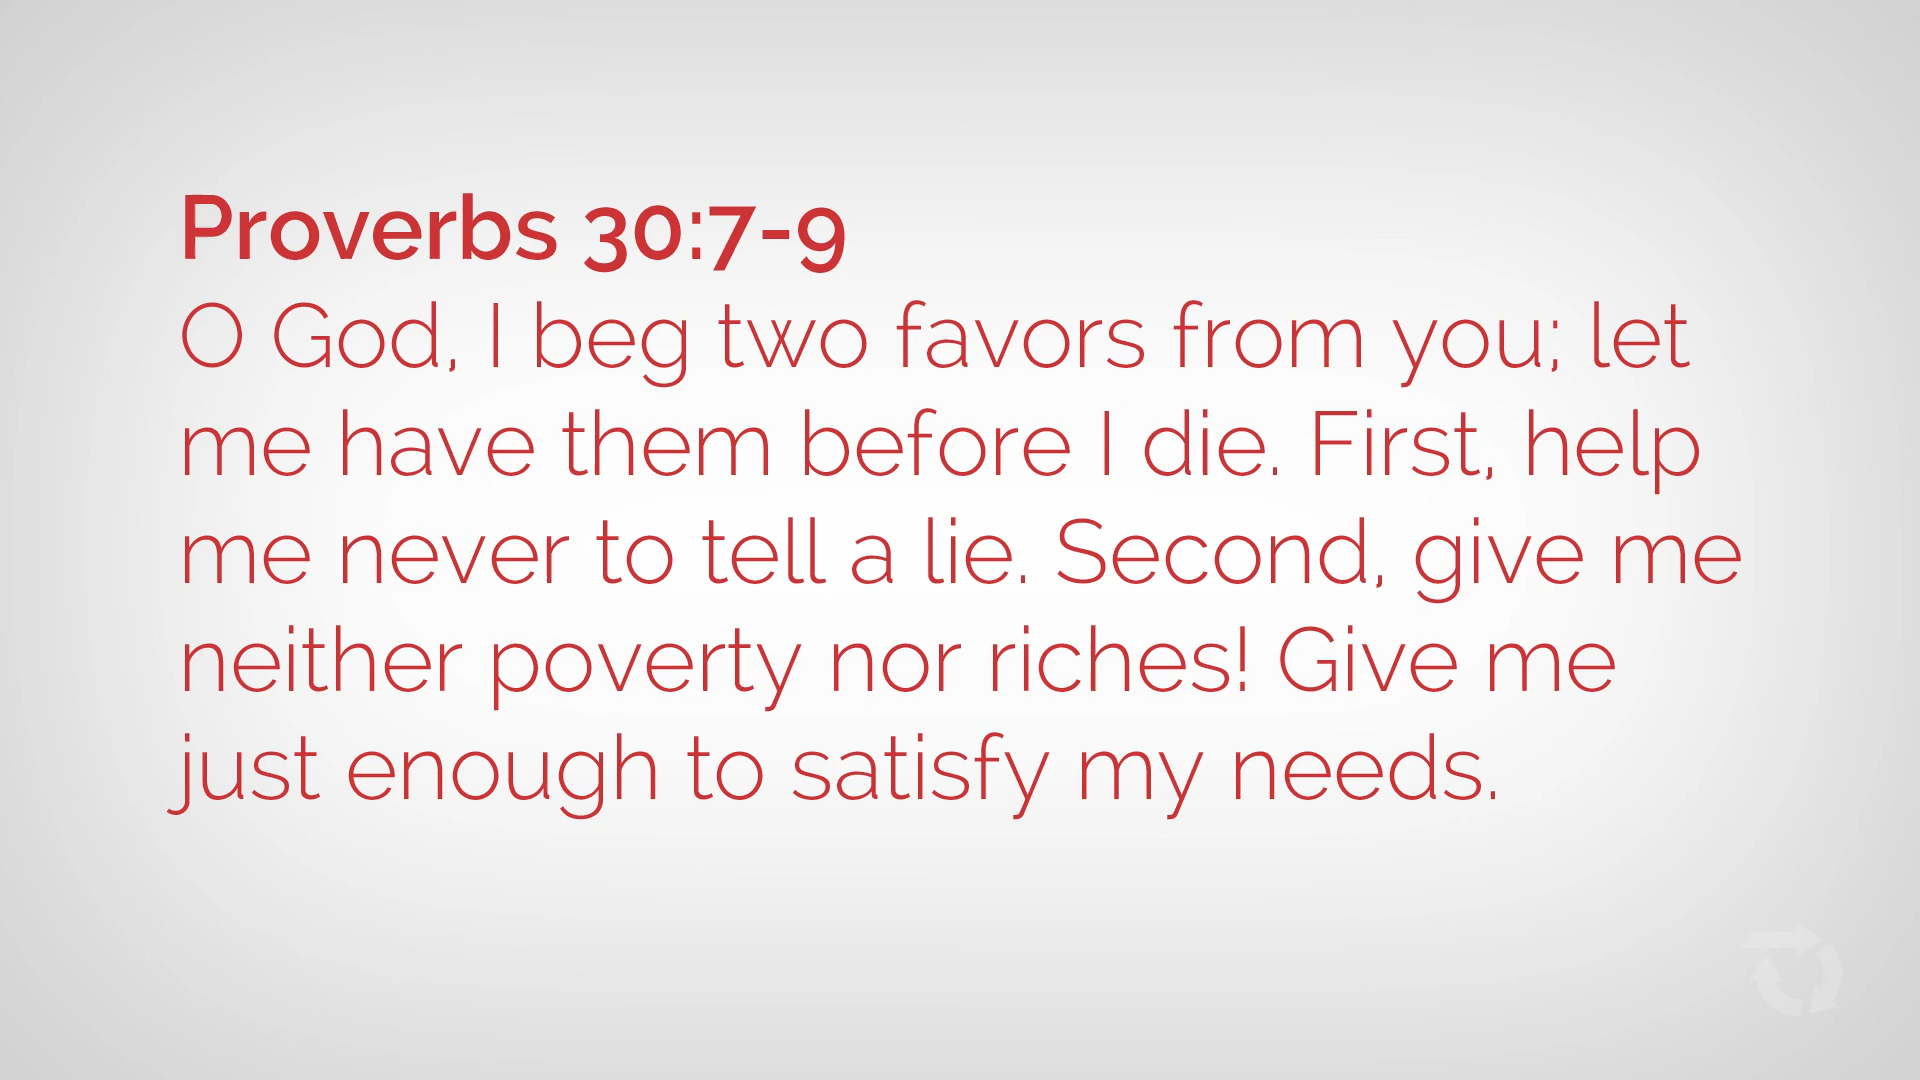 Proverbs 30:7-9
O God, I beg two favors from you; let
me have them before I die. First, help
me never to tell a lie. Second, give me
neither poverty nor riches! Give me
just enough to satisfy my needs.